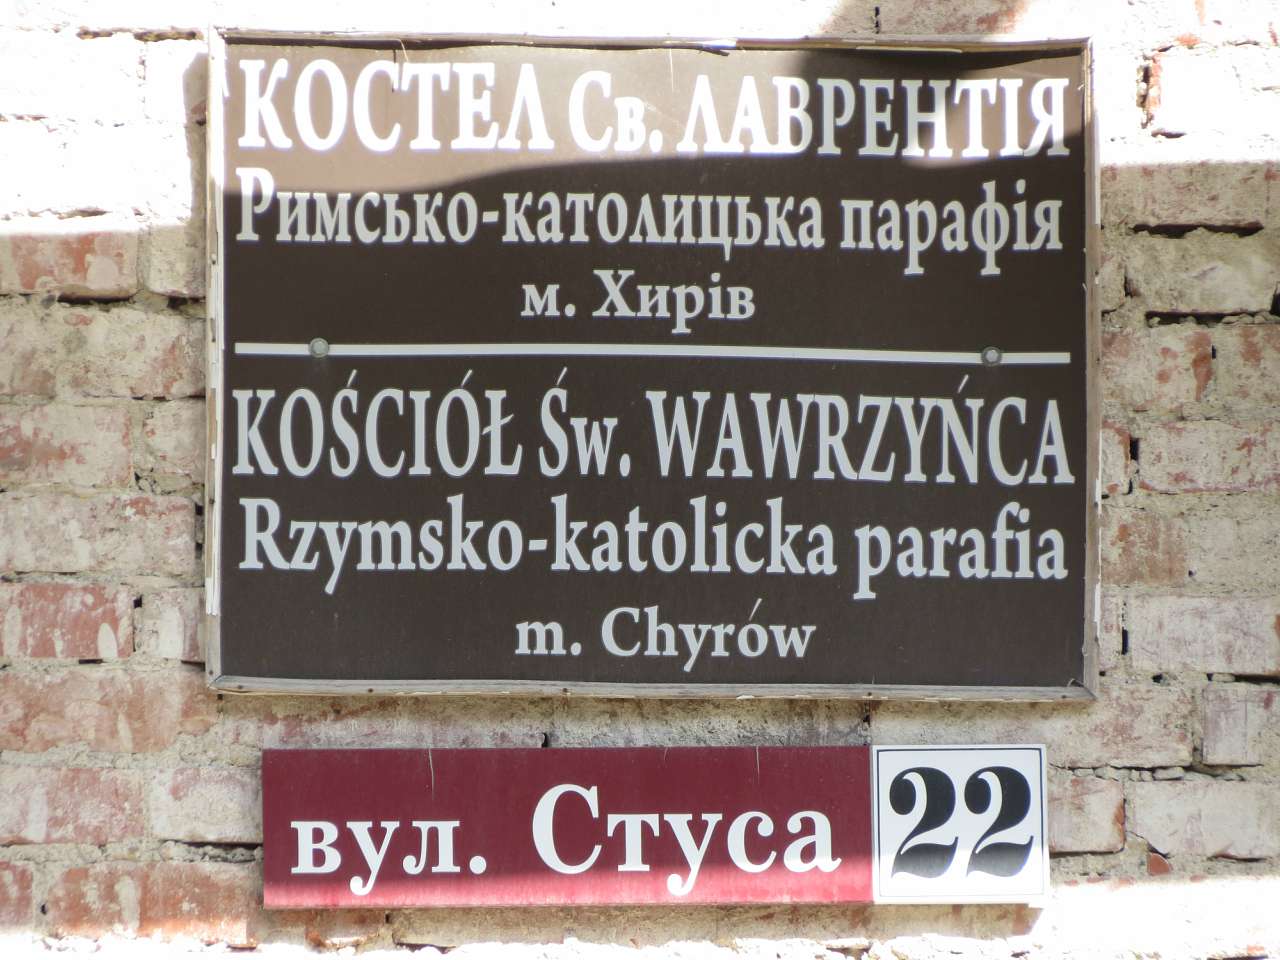 КОСТЕЛ Св. ЛАВРЕНТІЯ
Римсько-католицька парафія
м. Хирів
KOŚCIÓŁ Św. WAWRZYŃCA
Rzymsko-katolicka parafia
m. Chyrów
вул. Стуса 22